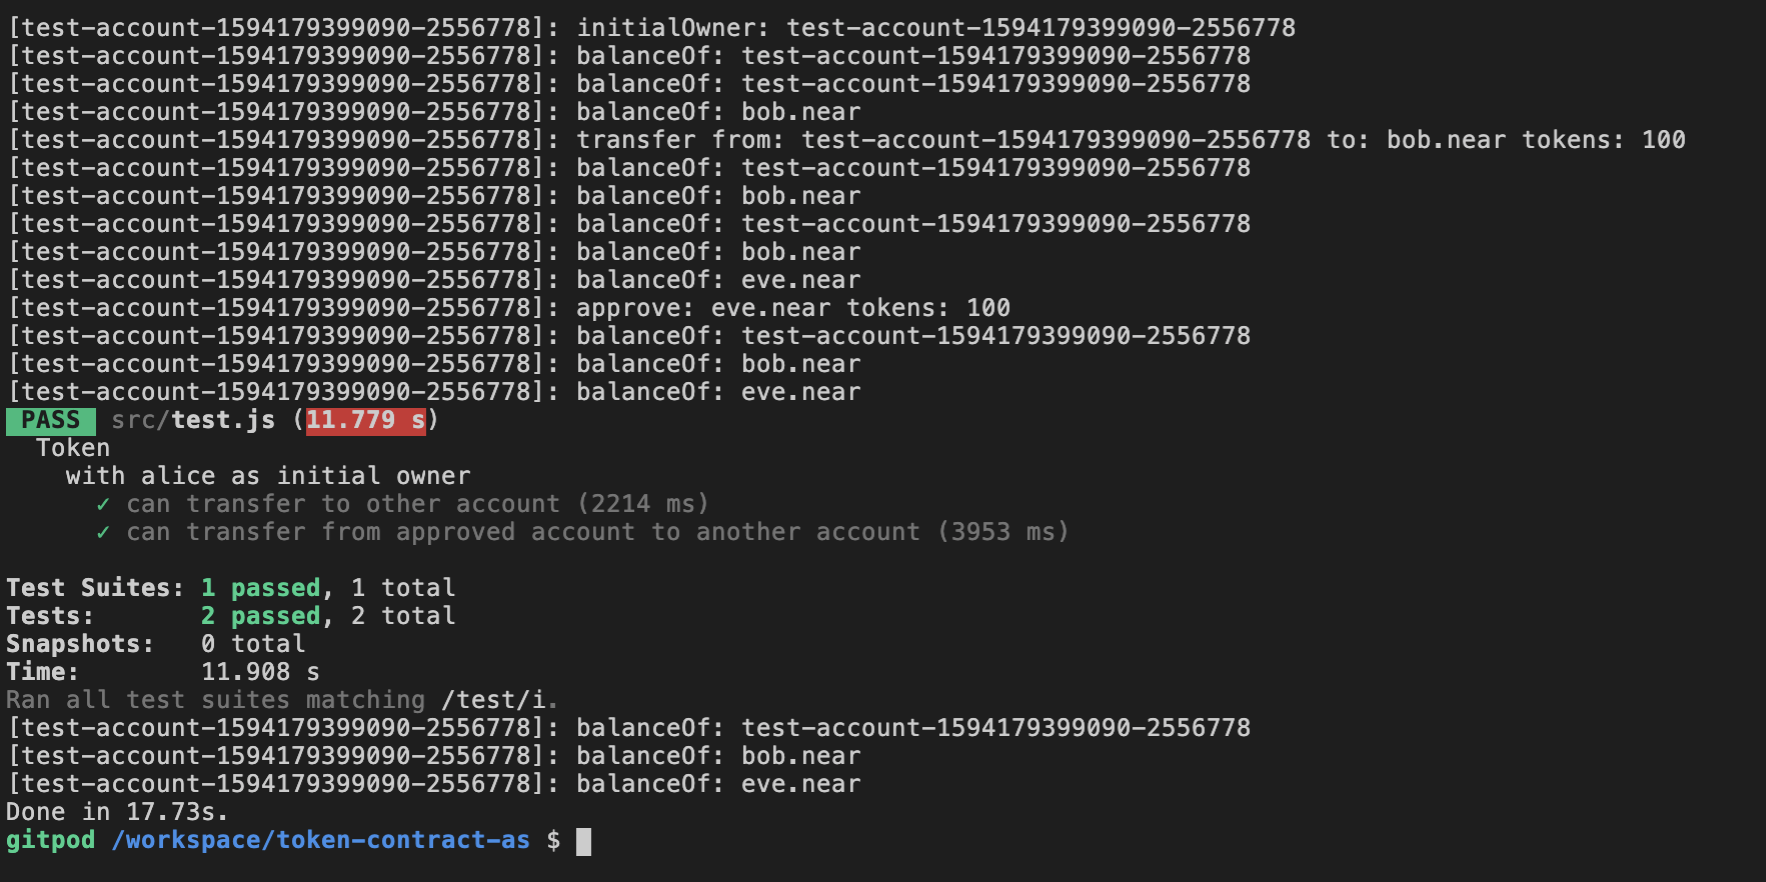 [test-account-1594179399090-2556778]: initialOwner: test-account-1594179399090-2556778
[test-account-1594179399090-2556778]: balanceOf: test-account-1594179399090-2556778
[test-account-1594179399090-2556778]: balanceOf: test-account-1594179399090-2556778
[test-account-1594179399090-2556778]: balanceOf: bob.near
[test-account-1594179399090-2556778]: transfer from: test-account-1594179399090-2556778 to: bob.near tokens: 100
[test-account-1594179399090-2556778]: balanceOf: test-account-1594179399090-2556778
[test-account-1594179399090-2556778]: balanceOf: bob.near
[test-account-1594179399090-2556778]: balanceOf: test-account-1594179399090-2556778
[test-account-1594179399090-2556778]: balanceOf: bob.near
[test-account-1594179399090-2556778]: balanceOf: eve.near
[test-account-1594179399090-2556778]: approve: eve.near tokens: 100
[test-account-1594179399090-2556778]: balanceOf: test-account-1594179399090-2556778
[test-account-1594179399090-2556778]: balanceOf: bob.near
[test-account-1594179399090-2556778]: balanceOf: eve.near
PASS src/test.js (11.779 s)
Token
with alice as initial owner
✓ can transfer to other account (2214 ms)
✓ can transfer from approved account to another account (3953 ms)
Test Suites: 1 passed, 1 total
Tests: 2 passed, 2 total
Snapshots: 0 total
Time: 11.908 s
Ran all test suites matching /test/i.
[test-account-1594179399090-2556778]: balanceOf: test-account-1594179399090-2556778
[test-account-1594179399090-2556778]: balanceOf: bob.near
[test-account-1594179399090-2556778]: balanceOf: eve.near
Done in 17.73s.
gitpod /workspace/token-contract-as $